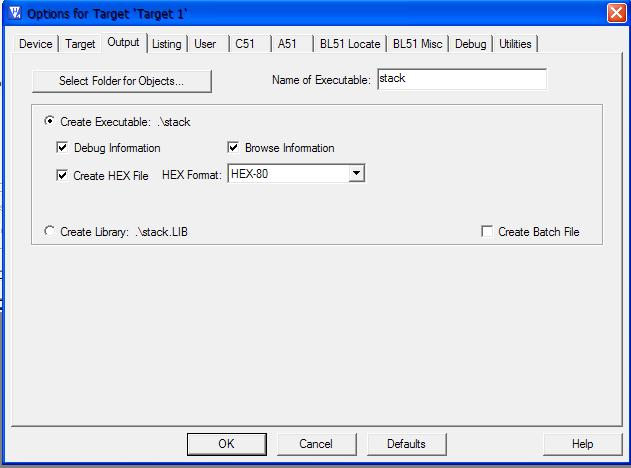 Options for Target 'Target 1'
Device Target Output Listing User C51 A51 BL51 Locate BL51 Misc Debug Utilities
Select Folder for Objects... Name of Executable: stack
Create Executable: .\stack
Debug Information Browse Information
Create HEX File HEX Format: HEX-80
Create Library: .\stack.LIB Create Batch File
OK Cancel Defaults Help